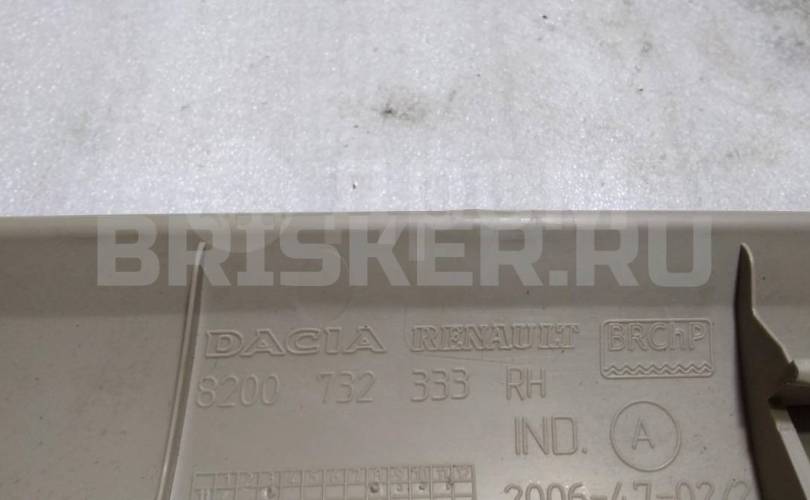 BRISKER.RU
DACIA RENAULT BRChP
8200 732 333 RH
IND. A